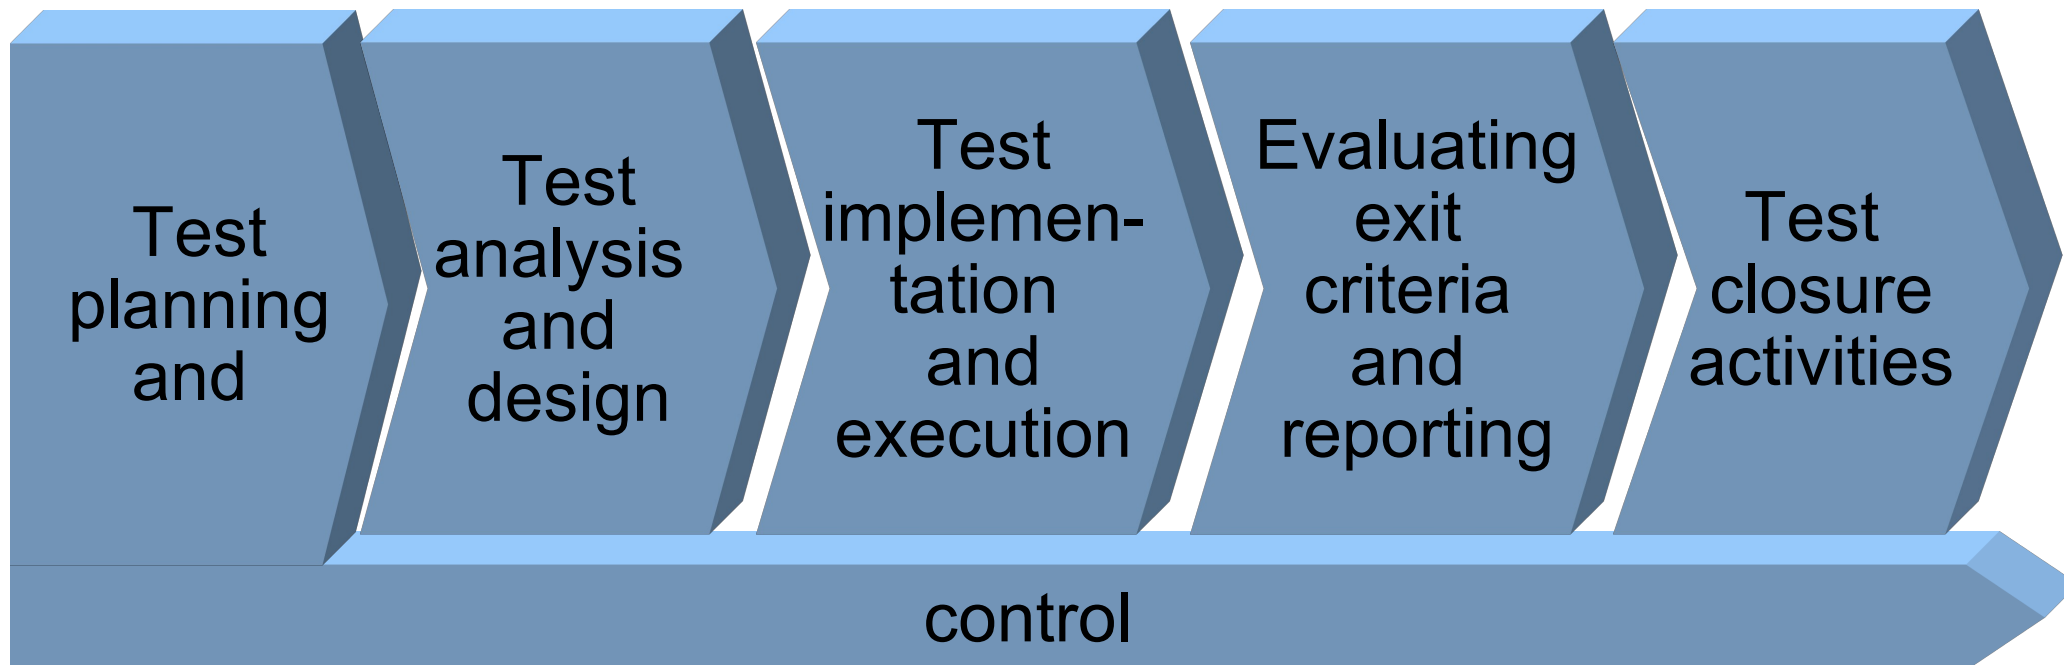 Test
planning
and
Test
analysis
and
design
Test
implemen-
tation
and
execution
Evaluating
exit
criteria
and
reporting
Test
closure
activities
control